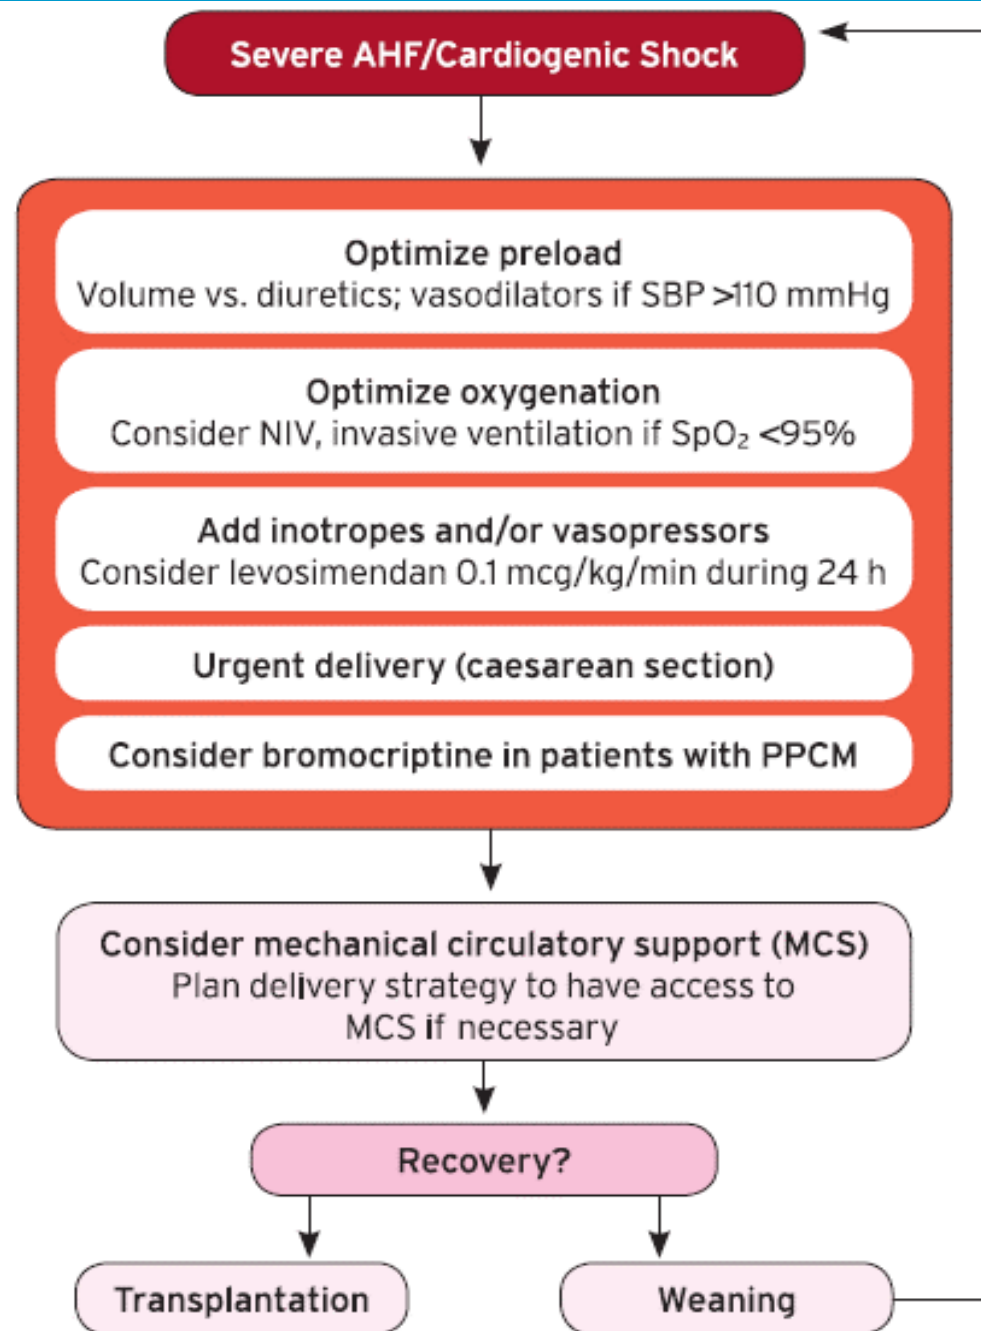 Severe AHF/Cardiogenic Shock
Optimize preload
Volume vs. diuretics; vasodilators if SBP >110 mmHg
Optimize oxygenation
Consider NIV, invasive ventilation if SpO₂ <95%
Add inotropes and/or vasopressors
Consider levosimendan 0.1 mcg/kg/min during 24 h
Urgent delivery (caesarean section)
Consider bromocriptine in patients with PPCM
Consider mechanical circulatory support (MCS)
Plan delivery strategy to have access to
MCS if necessary
Recovery?
Transplantation
Weaning